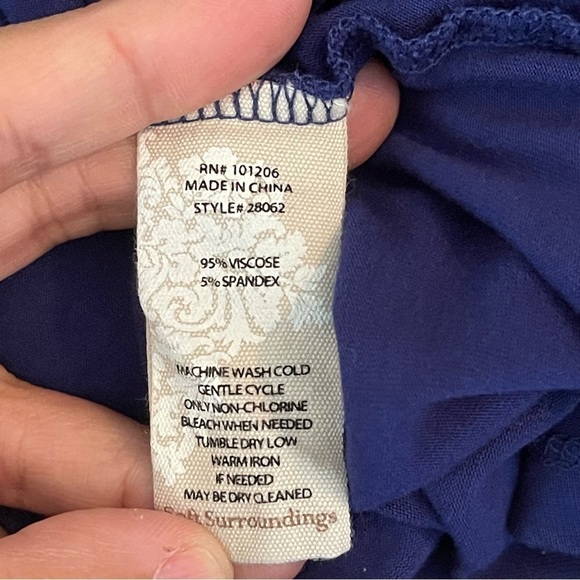 RN# 101206
MADE IN CHINA
STYLE# 28062
95% VISCOSE
5% SPANDEX
MACHINE WASH COLD
GENTLE CYCLE
ONLY NON-CHLORINE
BLEACH WHEN NEEDED
TUMBLE DRY LOW
WARM IRON
IF NEEDED
MAY BE DRY CLEANED
Soft Surroundings